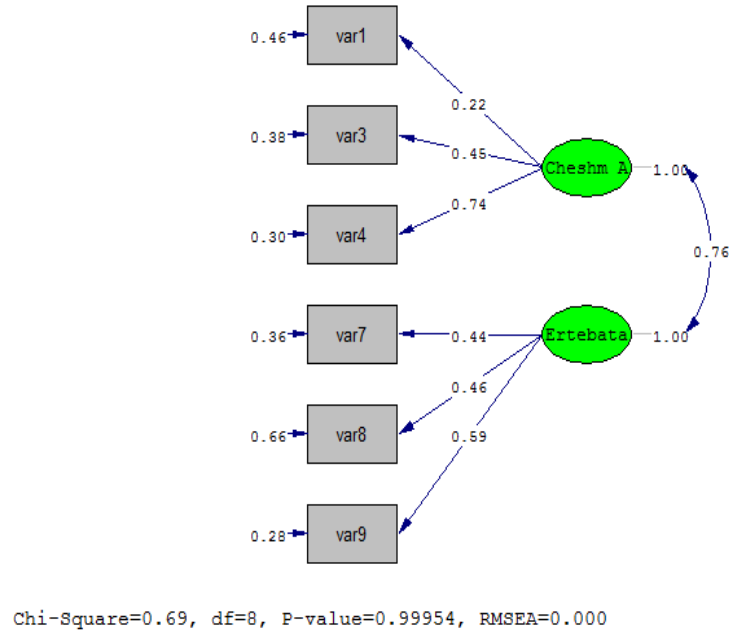 0.46 var1
0.22
0.38 var3
0.45
Cheshm A 1.00
0.74
0.30 var4
0.76
0.36 var7
0.44
Ertebata 1.00
0.46
0.66 var8
0.59
0.28 var9
Chi-Square=0.69, df=8, P-value=0.99954, RMSEA=0.000